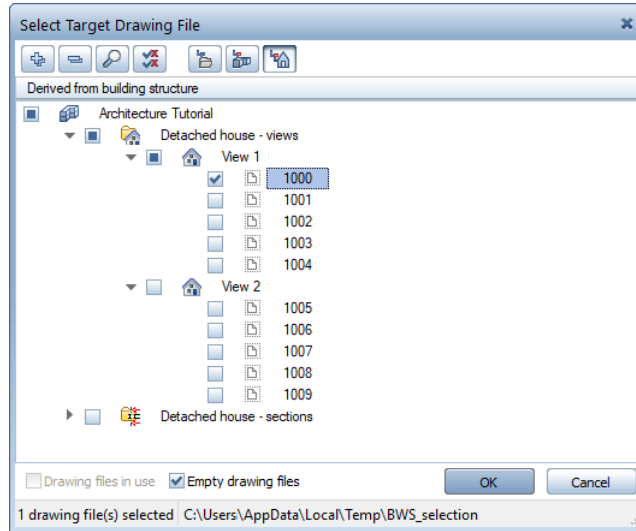 Select Target Drawing File
Derived from building structure
Architecture Tutorial
Detached house - views
View 1
1000
1001
1002
1003
1004
View 2
1005
1006
1007
1008
1009
Detached house - sections
Drawing files in use Empty drawing files OK Cancel
1 drawing file(s) selected C:\Users\AppData\Local\Temp\BWS_selection